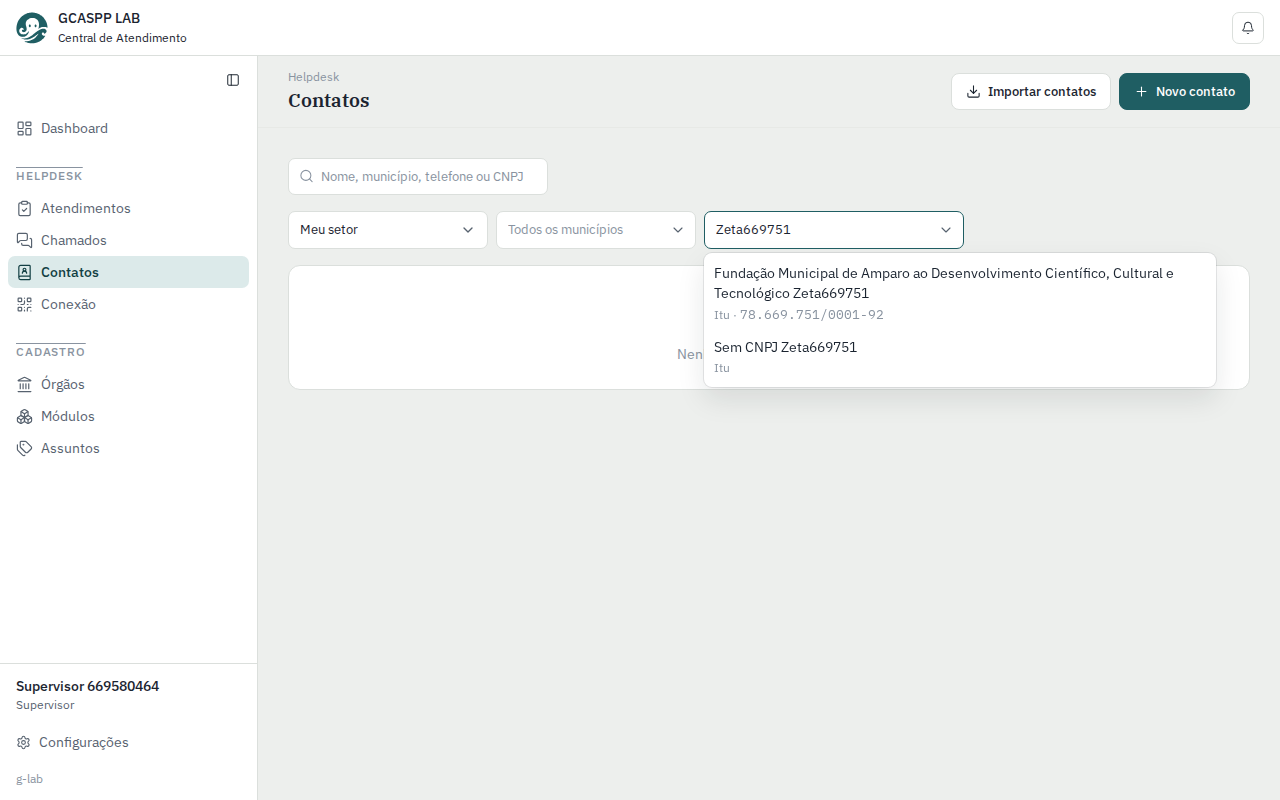 GCASPP LAB
Central de Atendimento
Dashboard
HELPDESK
Atendimentos
Chamados
Contatos
Conexão
CADASTRO
Órgãos
Módulos
Assuntos
Supervisor 669580464
Supervisor
Configurações
g-lab
Helpdesk
Contatos
Importar contatos
Novo contato
Nome, município, telefone ou CNPJ
Meu setor
Todos os municípios
Zeta669751
Fundação Municipal de Amparo ao Desenvolvimento Científico, Cultural e
Tecnológico Zeta669751
Itu · 78.669.751/0001-92
Sem CNPJ Zeta669751
Itu